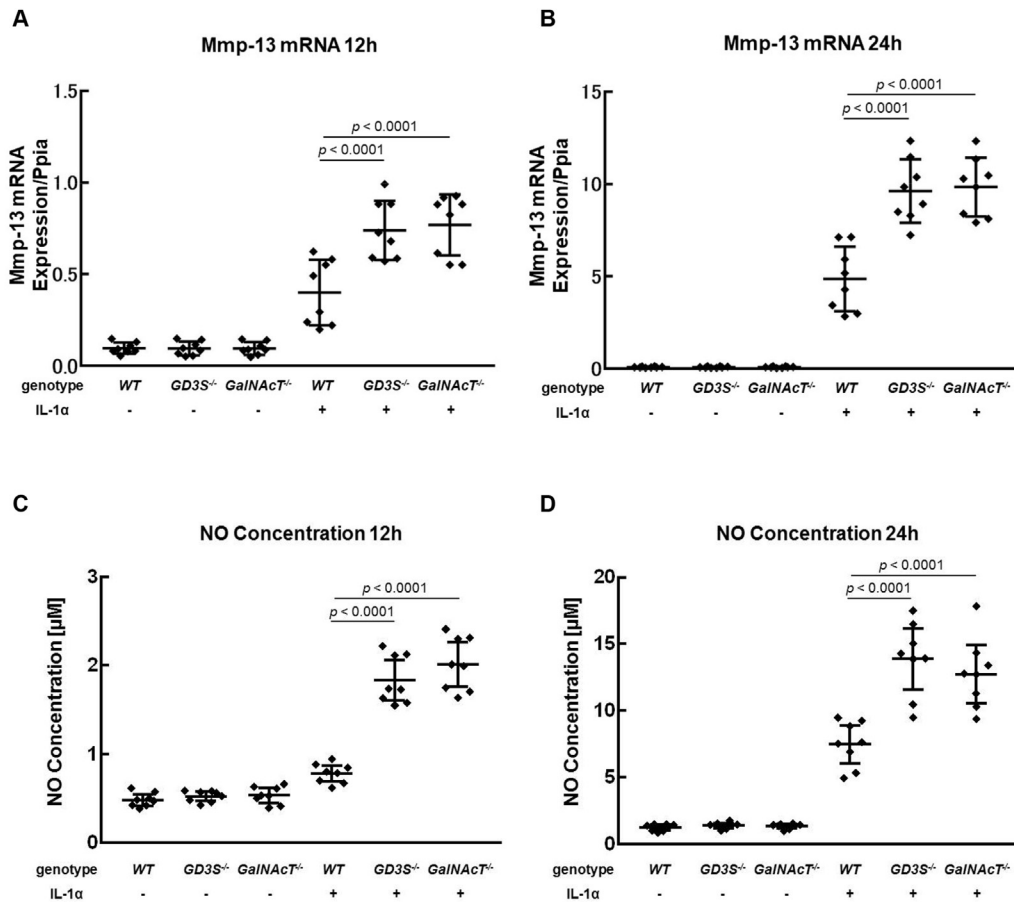 A
Mmp-13 mRNA 12h
Mmp-13 mRNA
Expression/Ppia
1.5
1.0
0.5
0.0
p < 0.0001
p < 0.0001
genotype WT GD3S-/- GalNAcT-/- WT GD3S-/- GalNAcT-/-
IL-1α - - - + + +
B
Mmp-13 mRNA 24h
Mmp-13 mRNA
Expression/Ppia
15
10
5
0
p < 0.0001
p < 0.0001
genotype WT GD3S-/- GalNAcT-/- WT GD3S-/- GalNAcT-/-
IL-1α - - - + + +
C
NO Concentration 12h
NO Concentration [µM]
3
2
1
0
p < 0.0001
p < 0.0001
genotype WT GD3S-/- GalNAcT-/- WT GD3S-/- GalNAcT-/-
IL-1α - - - + + +
D
NO Concentration 24h
NO Concentration [µM]
20
15
10
5
0
p < 0.0001
p < 0.0001
genotype WT GD3S-/- GalNAcT-/- WT GD3S-/- GalNAcT-/-
IL-1α - - - + + +